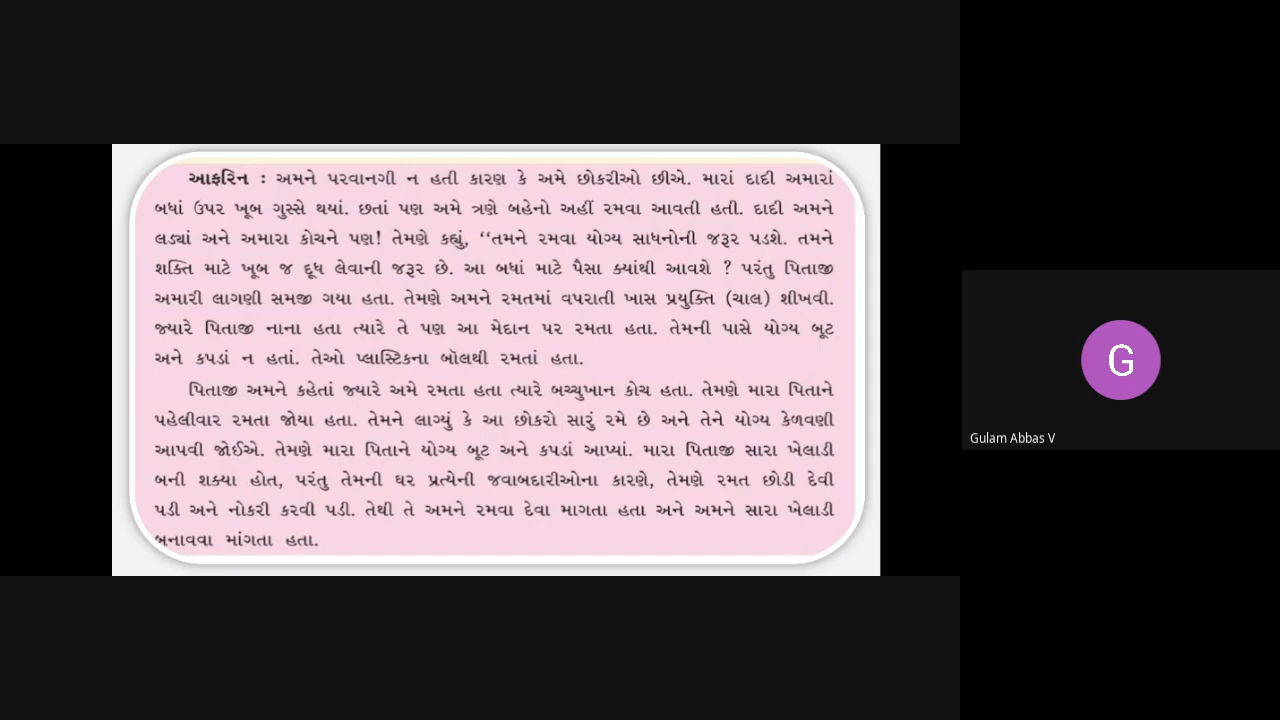 આફરિન : અમને પરવાનગી ન હતી કારણ કે અમે છોકરીઓ છીએ. મારાં દાદી અમારાં
બધાં ઉપર ખૂબ ગુસ્સે થયાં. છતાં પણ અમે ત્રણે બહેનો અહીં રમવા આવતી હતી. દાદી અમને
લડ્યાં અને અમારા કોચને પણ! તેમણે કહ્યું, ‘‘તમને રમવા યોગ્ય સાધનોની જરૂર પડશે. તમને
શક્તિ માટે ખૂબ જ દૂધ લેવાની જરૂર છે. આ બધાં માટે પૈસા ક્યાંથી આવશે ? પરંતુ પિતાજી
અમારી લાગણી સમજી ગયા હતા. તેમણે અમને રમતમાં વપરાતી ખાસ પ્રયુક્તિ (ચાલ) શીખવી.
જ્યારે પિતાજી નાના હતા ત્યારે તે પણ આ મેદાન પર રમતા હતા. તેમની પાસે યોગ્ય બૂટ
અને કપડાં ન હતાં. તેઓ પ્લાસ્ટિકના બૉલથી રમતાં હતા.
પિતાજી અમને કહેતાં જ્યારે અમે રમતા હતા ત્યારે બચ્ચુખાન કોચ હતા. તેમણે મારા પિતાને
પહેલીવાર રમતા જોયા હતા. તેમને લાગ્યું કે આ છોકરો સારું રમે છે અને તેને યોગ્ય કેળવણી
આપવી જોઈએ. તેમણે મારા પિતાને યોગ્ય બૂટ અને કપડાં આપ્યાં. મારા પિતાજી સારા ખેલાડી
બની શક્યા હોત, પરંતુ તેમની ઘર પ્રત્યેની જવાબદારીઓના કારણે, તેમણે રમત છોડી દેવી
પડી અને નોકરી કરવી પડી. તેથી તે અમને રમવા દેવા માગતા હતા અને અમને સારા ખેલાડી
બનાવવા માંગતા હતા.
G
Gulam Abbas V